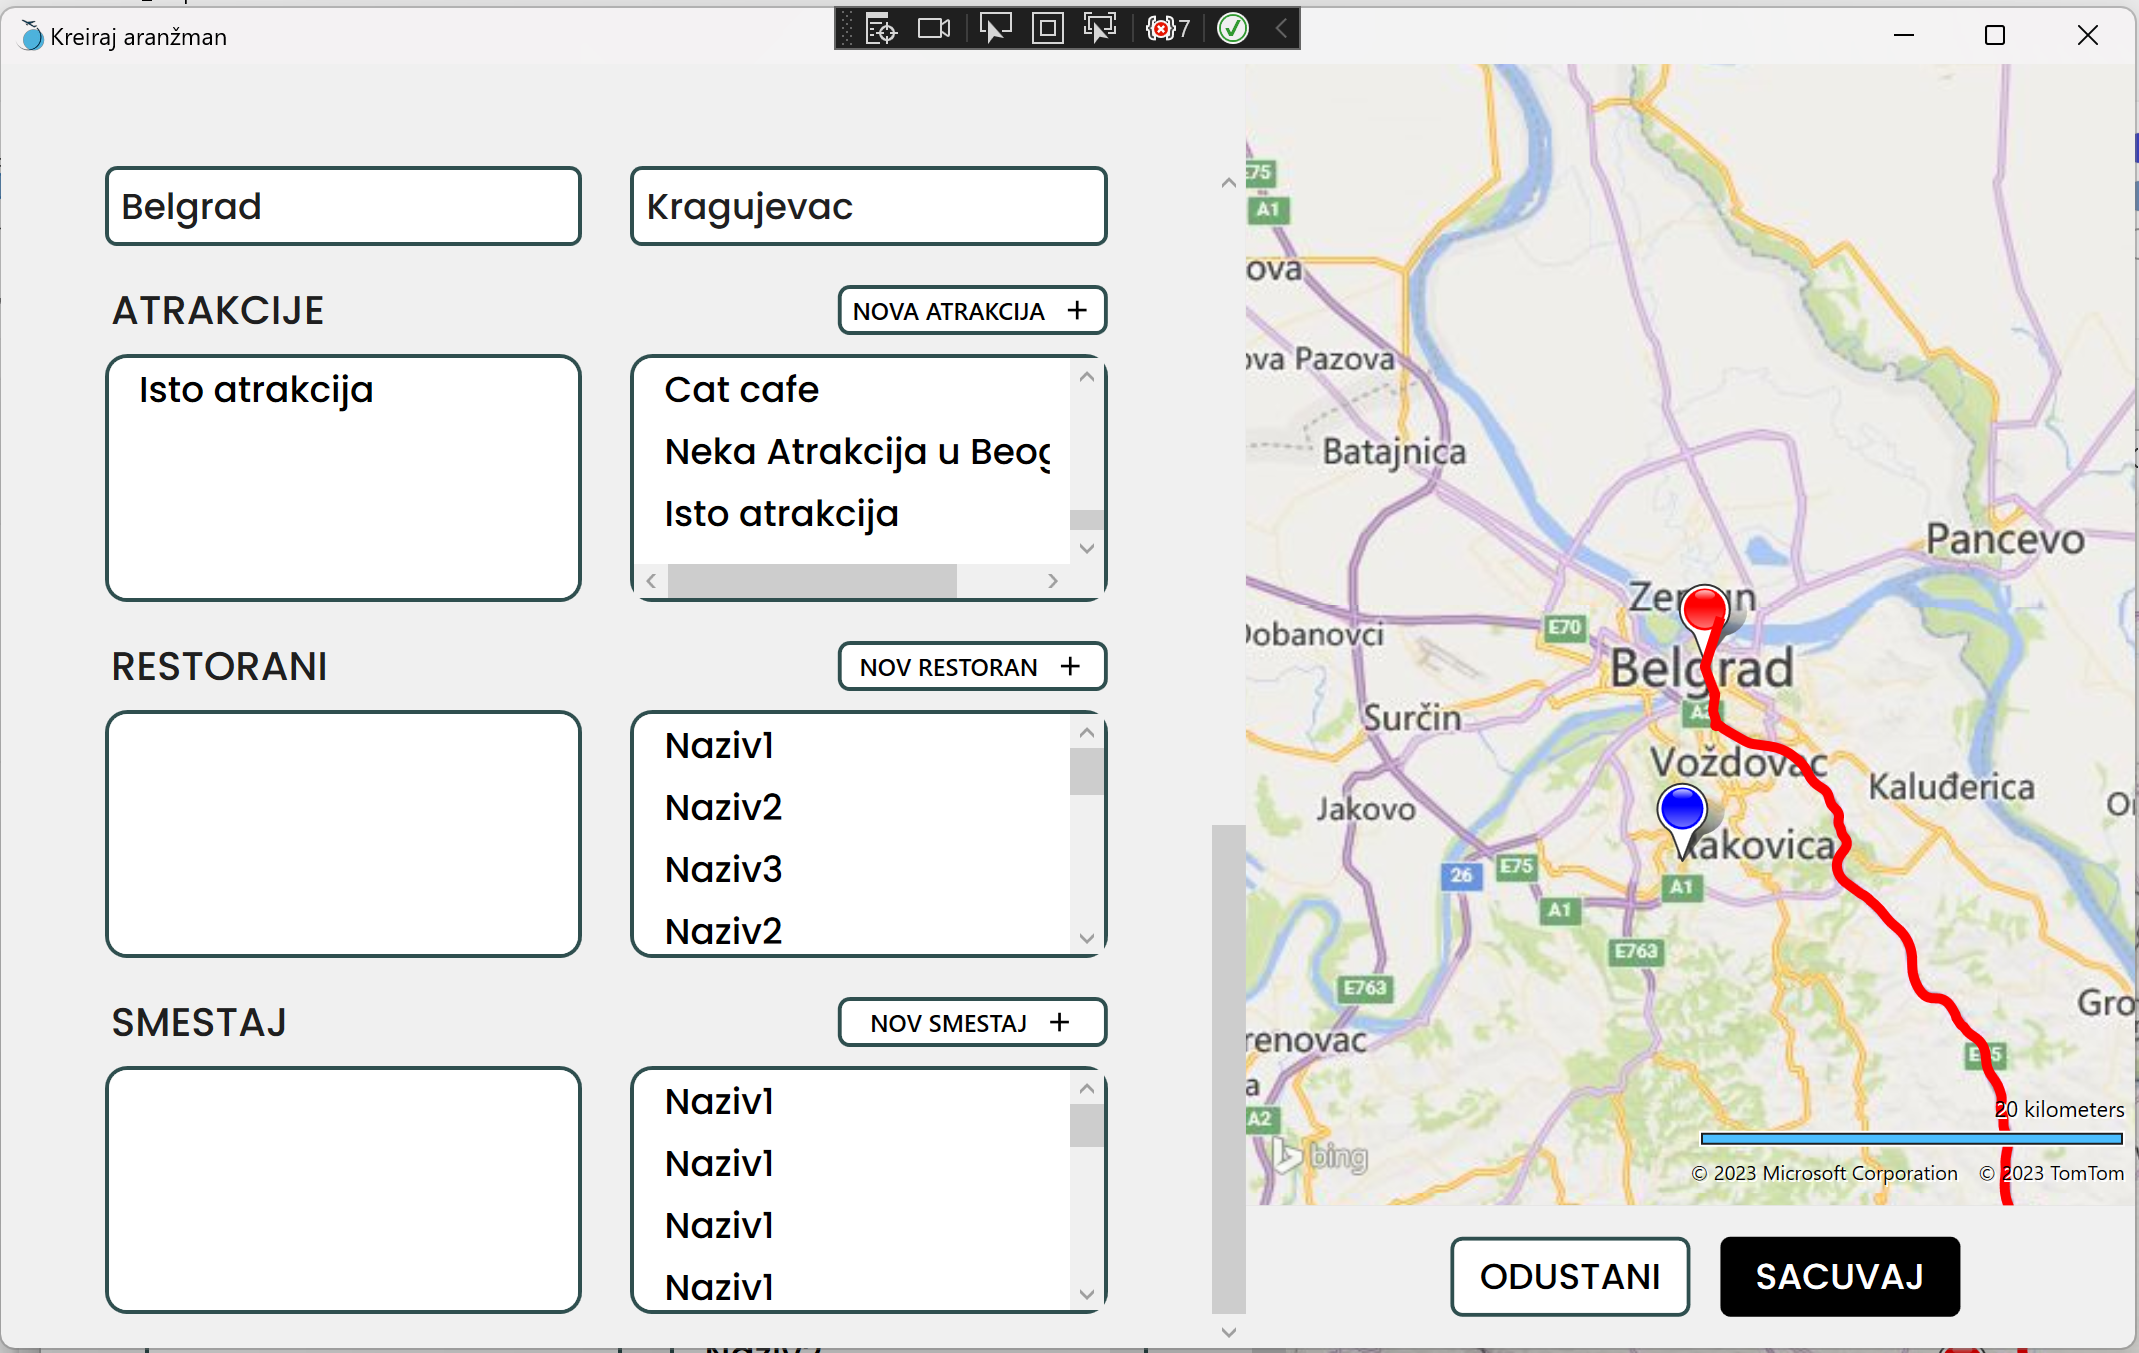 Kreiraj aranžman
7
Belgrad
Kragujevac
ATRAKCIJE
NOVA ATRAKCIJA +
Isto atrakcija
Cat cafe
Neka Atrakcija u Beog
Isto atrakcija
RESTORANI
NOV RESTORAN +
Naziv1
Naziv2
Naziv3
Naziv2
SMESTAJ
NOV SMESTAJ +
Naziv1
Naziv1
Naziv1
Naziv1
E75
A1
ova
ova Pazova
Batajnica
Pancevo
Zemun
E70
Dobanovci
Belgrad
Surčin
Voždovac
Kaluđerica
Jakovo
Rakovica
E75
26
A1
A1
E763
E763
Gro
renovac
a
A2
bing
20 kilometers
© 2023 Microsoft Corporation © 2023 TomTom
ODUSTANI
SACUVAJ